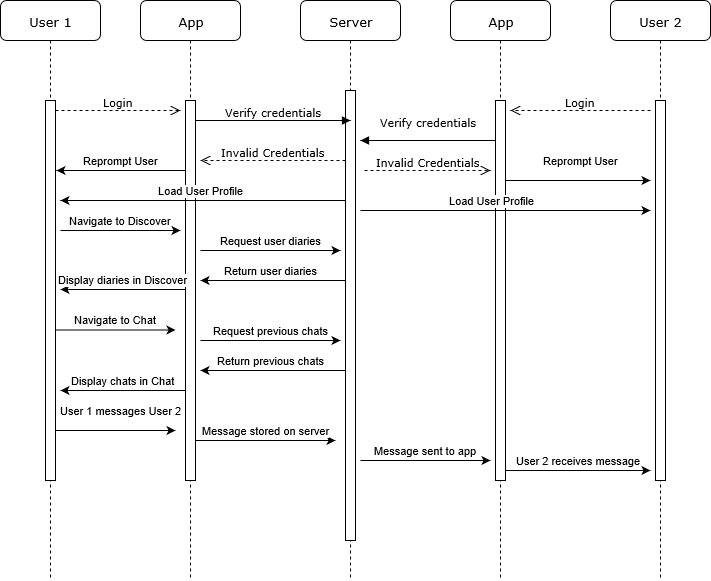 User 1
App
Server
App
User 2
Login
Login
Verify credentials
Verify credentials
Invalid Credentials
Reprompt User
Invalid Credentials
Reprompt User
Load User Profile
Load User Profile
Navigate to Discover
Request user diaries
Return user diaries
Display diaries in Discover
Navigate to Chat
Request previous chats
Return previous chats
Display chats in Chat
User 1 messages User 2
Message stored on server
Message sent to app
User 2 receives message